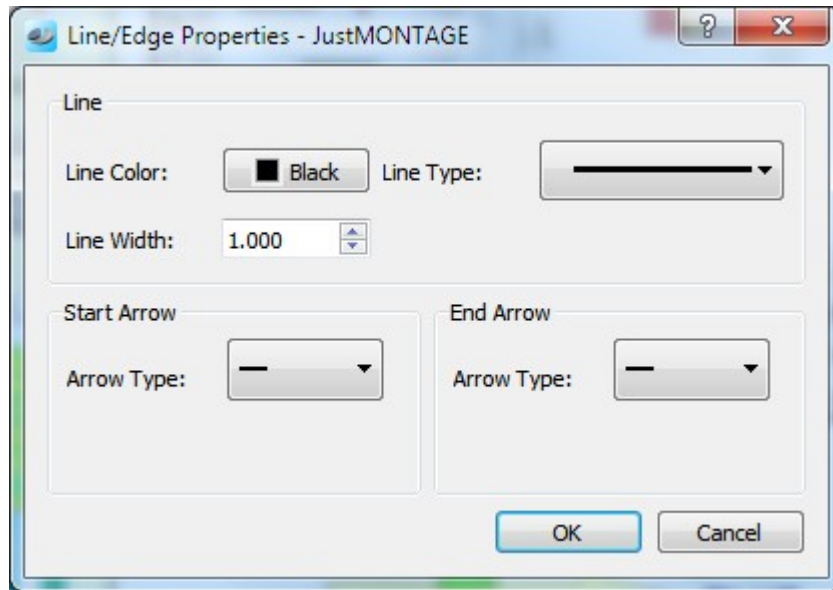 Line/Edge Properties - JustMONTAGE
?
Line
Line Color: Black Line Type:
Line Width: 1.000
Start Arrow
Arrow Type:
End Arrow
Arrow Type:
OK Cancel